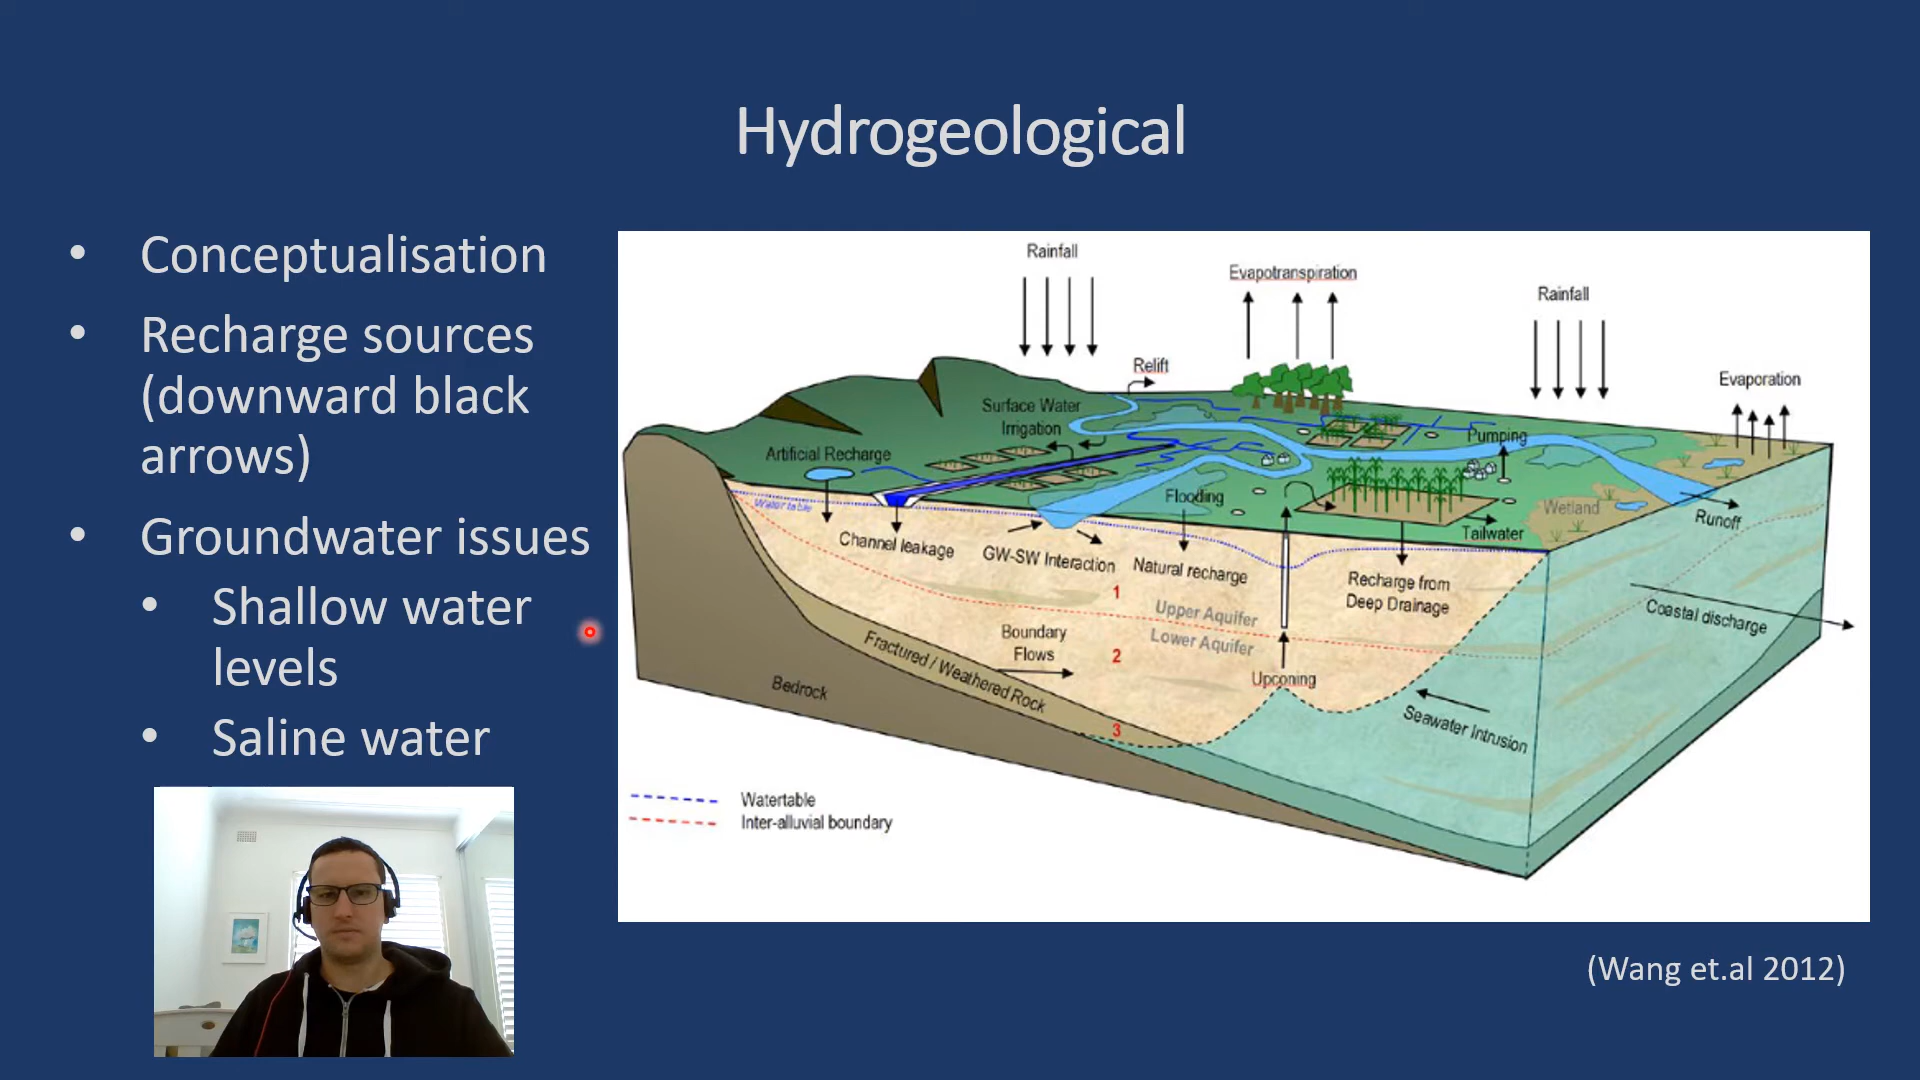 Hydrogeological
• Conceptualisation
• Recharge sources
(downward black
arrows)
• Groundwater issues
• Shallow water
levels
• Saline water
Rainfall
Evapotranspiration
Rainfall
Evaporation
Relift
Surface Water
Irrigation
Pumping
Artificial Recharge
Water table
Flooding
Wetland
Runoff
Tailwater
Channel leakage
GW-SW Interaction
Natural recharge
Recharge from
Deep Drainage
1
Upper Aquifer
Coastal discharge
Lower Aquifer
Boundary
Flows
2
Fractured / Weathered Rock
Upconing
Bedrock
Seawater Intrusion
3
Watertable
Inter-alluvial boundary
(Wang et.al 2012)